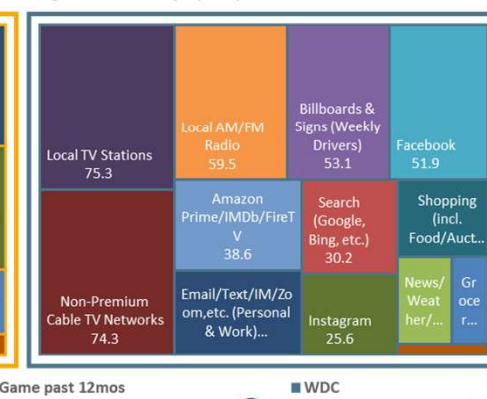 Local TV Stations
75.3
Non-Premium
Cable TV Networks
74.3
Local AM/FM
Radio
59.5
Billboards &
Signs (Weekly
Drivers)
53.1
Facebook
51.9
Amazon
Prime/IMDb/FireT
V
38.6
Search
(Google,
Bing, etc.)
30.2
Shopping
(incl.
Food/Auct...
Email/Text/IM/Zo
om,etc. (Personal
& Work)...
Instagram
25.6
News/
Weat
her/...
Gr
oce
r...
Game past 12mos
WDC